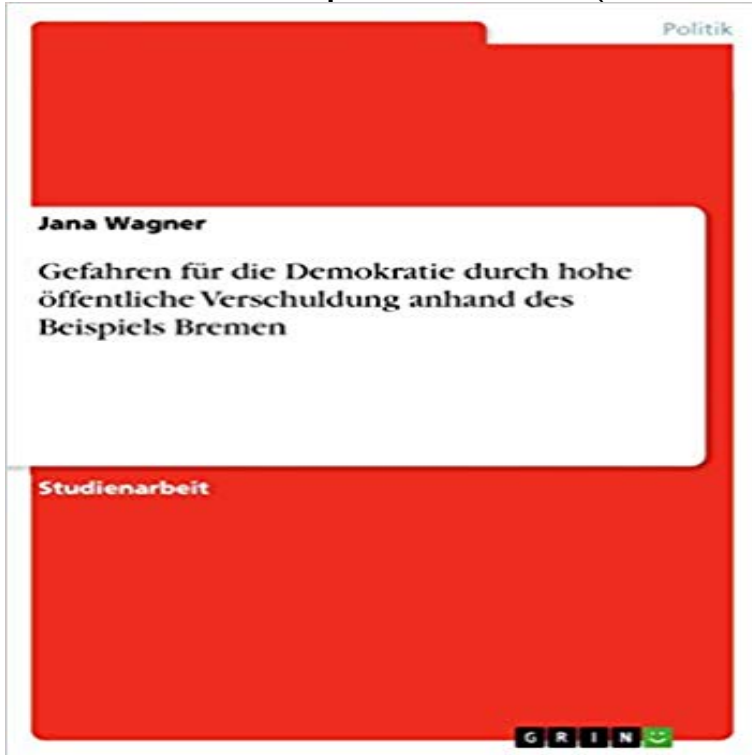 Politik
Jana Wagner
Gefahren für die Demokratie durch hohe
öffentliche Verschuldung anhand des
Beispiels Bremen
Studienarbeit
GRIN